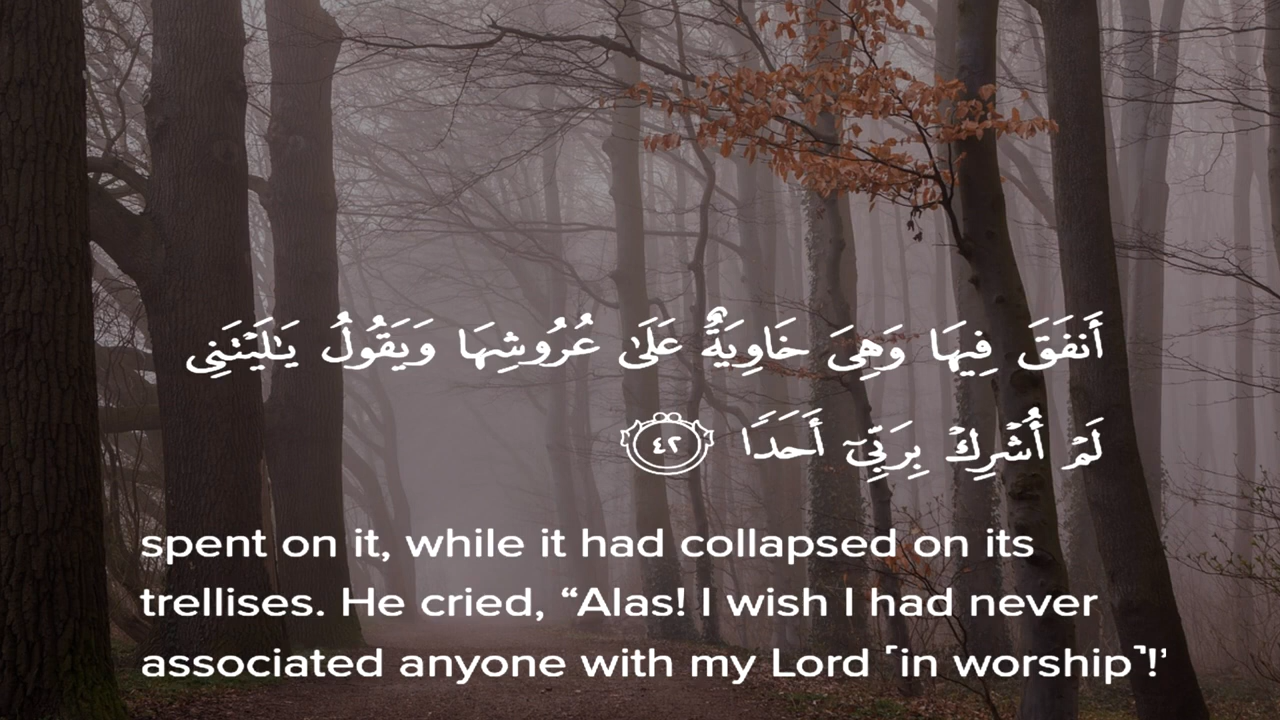 أَنفَقَ فِيهَا وَهِىَ خَاوِيَةٌ عَلَىٰ عُرُوشِهَا وَيَقُولُ يَـٰلَيْتَنِى
لَمْ أُشْرِكْ بِرَبِّىٓ أَحَدًا ٤٢
spent on it, while it had collapsed on its
trellises. He cried, “Alas! I wish I had never
associated anyone with my Lord ˹in worship˺!’